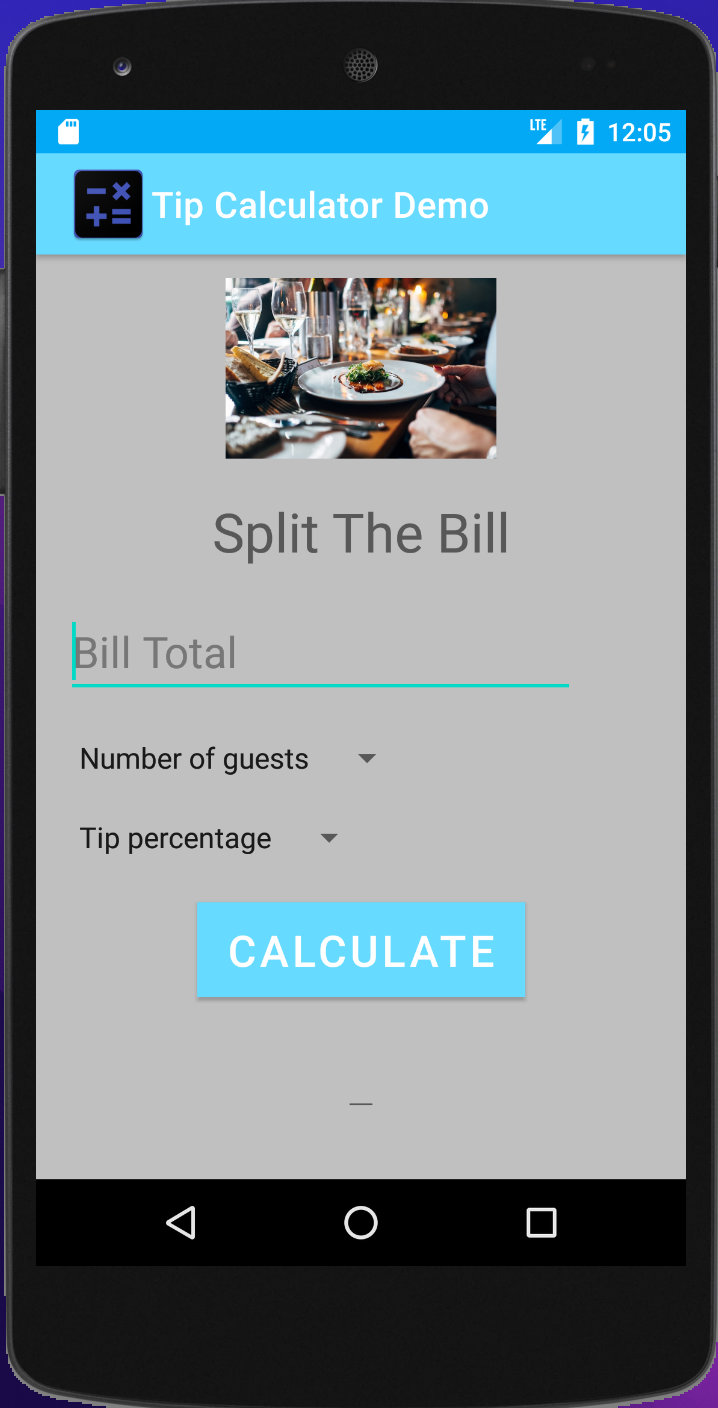 LTE 12:05
Tip Calculator Demo
Split The Bill
Bill Total
Number of guests
Tip percentage
CALCULATE